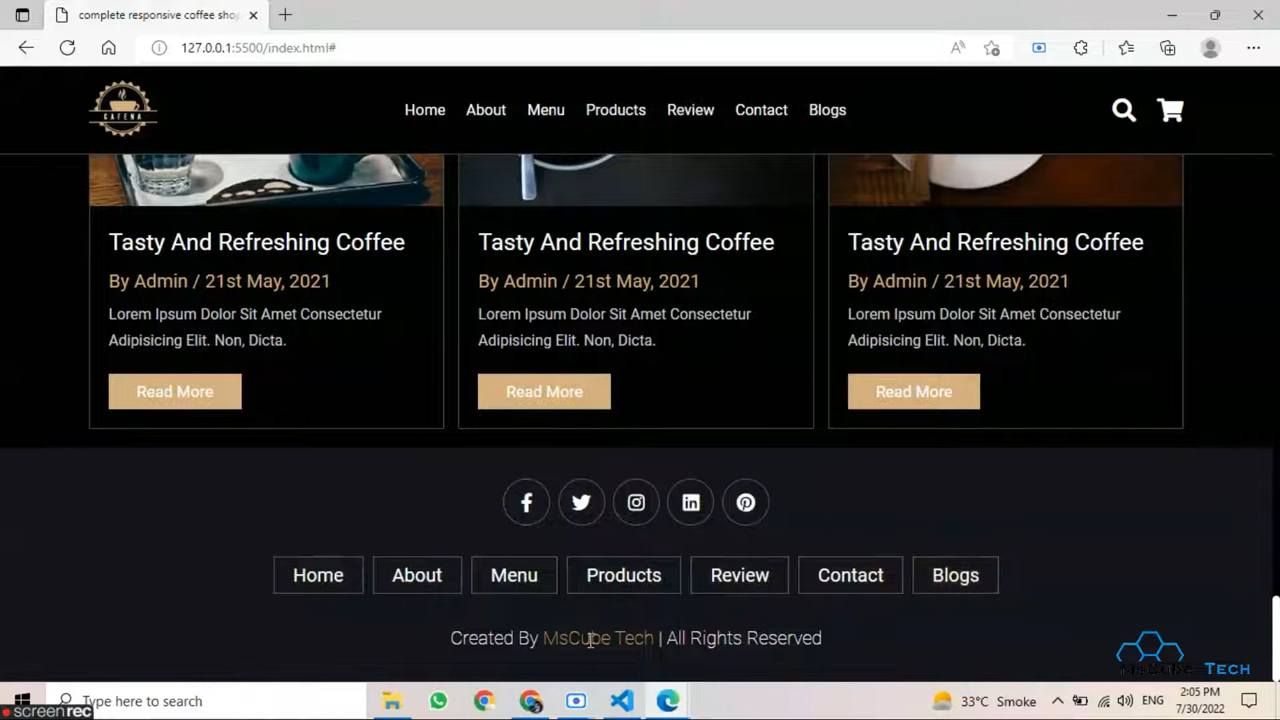 complete responsive coffee shop
127.0.0.1:5500/index.html#
CAFENA
Home About Menu Products Review Contact Blogs
Tasty And Refreshing Coffee
By Admin / 21st May, 2021
Lorem Ipsum Dolor Sit Amet Consectetur
Adipisicing Elit. Non, Dicta.
Read More
Tasty And Refreshing Coffee
By Admin / 21st May, 2021
Lorem Ipsum Dolor Sit Amet Consectetur
Adipisicing Elit. Non, Dicta.
Read More
Tasty And Refreshing Coffee
By Admin / 21st May, 2021
Lorem Ipsum Dolor Sit Amet Consectetur
Adipisicing Elit. Non, Dicta.
Read More
Home About Menu Products Review Contact Blogs
Created By MsCube Tech | All Rights Reserved
MsCUBE-TECH
Type here to search
33°C Smoke
ENG
2:05 PM
7/30/2022
screenrec